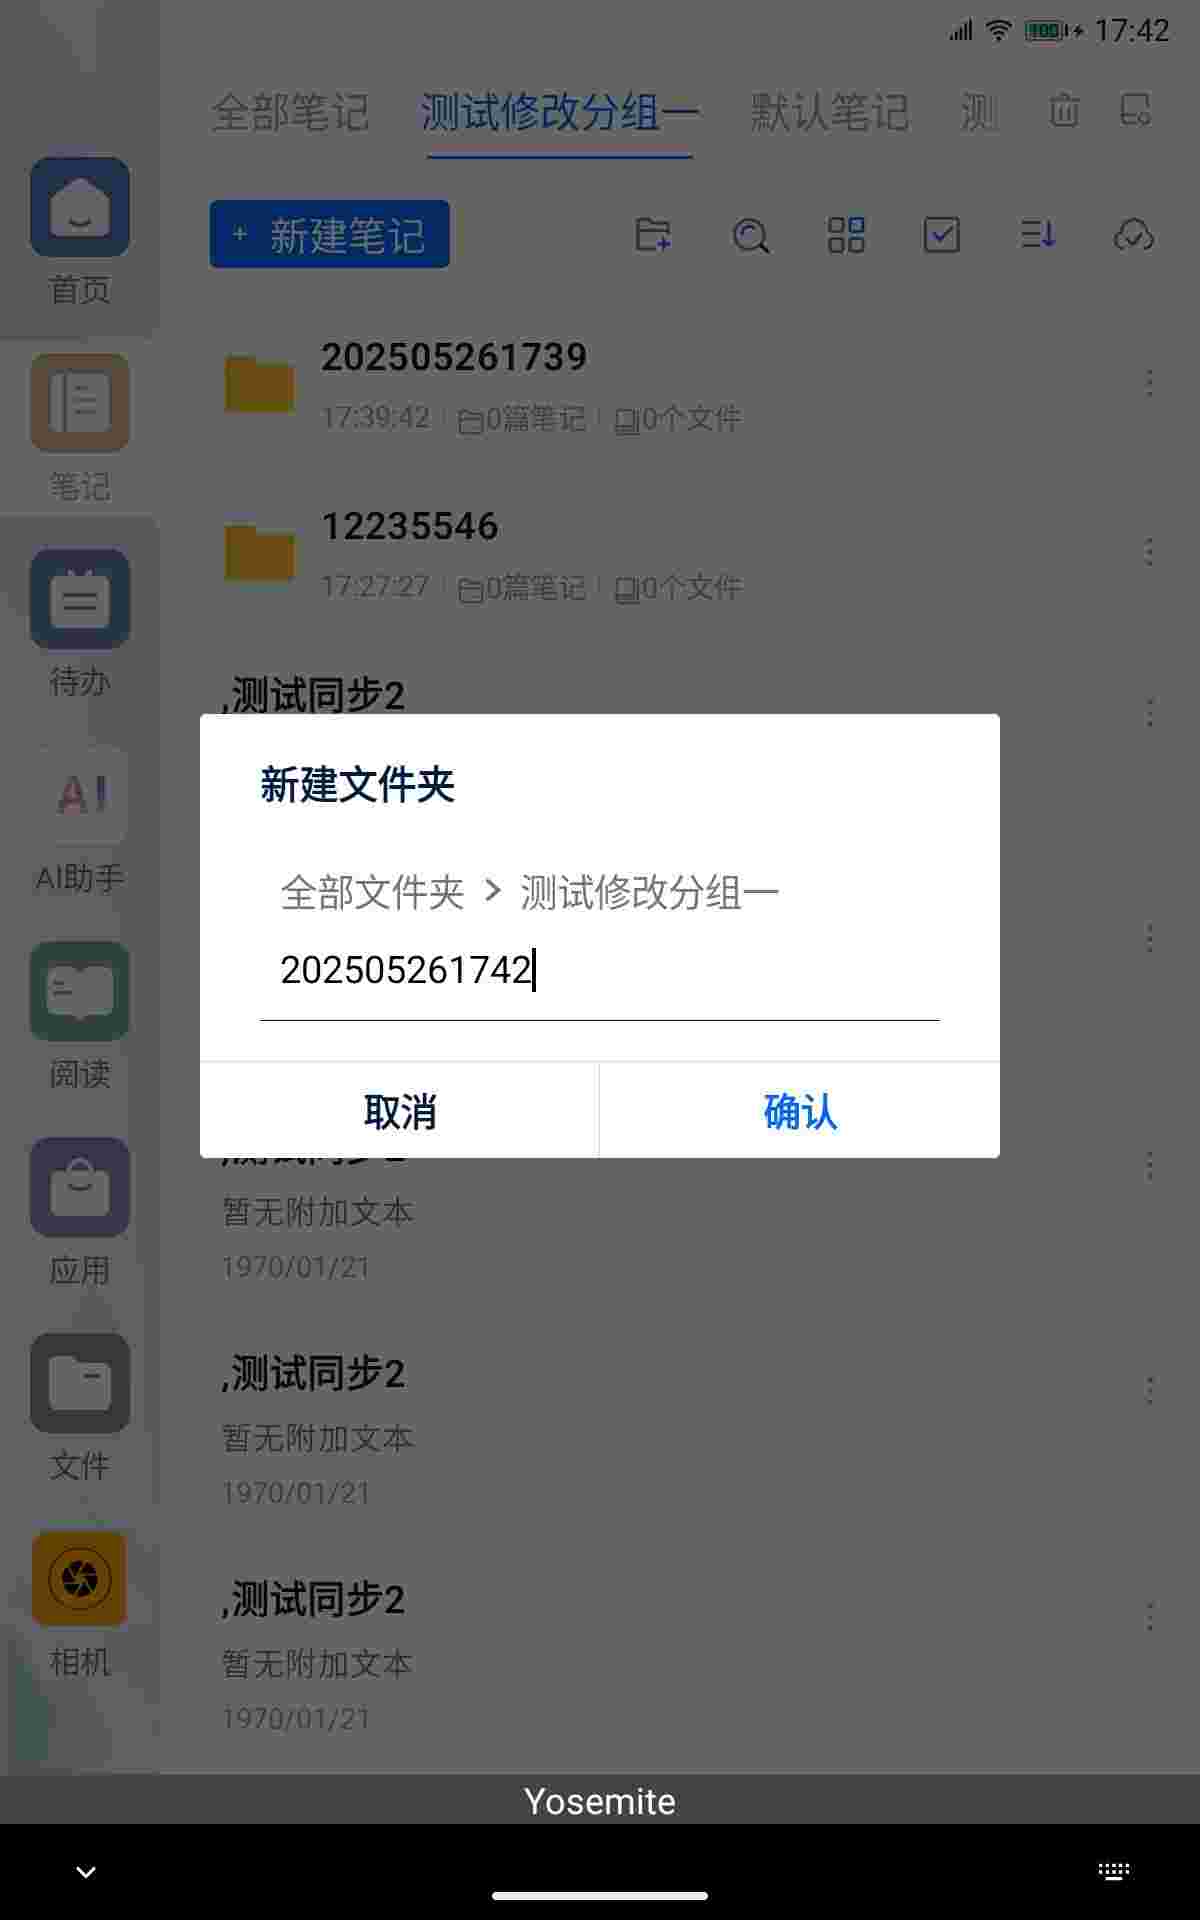 100 17:42
全部笔记 测试修改分组一 默认笔记 测
+ 新建笔记
首页
202505261739
17:39:42 0篇笔记 0个文件
笔记
12235546
17:27:27 0篇笔记 0个文件
待办
,测试同步2
新建文件夹
AI
AI助手
全部文件夹 > 测试修改分组一
202505261742
阅读
取消 确认
,测试同步2
暂无附加文本
1970/01/21
应用
,测试同步2
暂无附加文本
1970/01/21
文件
,测试同步2
暂无附加文本
1970/01/21
相机
Yosemite